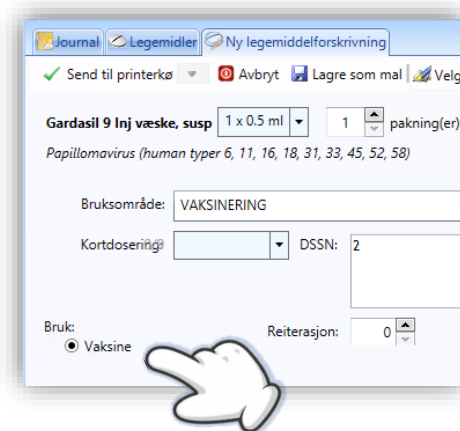 Journal Legemidler Ny legemiddelforskrivning
Send til printerkø Avbryt Lagre som mal Velg
Gardasil 9 Inj væske, susp 1 x 0.5 ml 1 pakning(er)
Papillomavirus (human typer 6, 11, 16, 18, 31, 33, 45, 52, 58)
Bruksområde: VAKSINERING
Kortdosering: DSSN: 2
Bruk:
Reiterasjon: 0
Vaksine